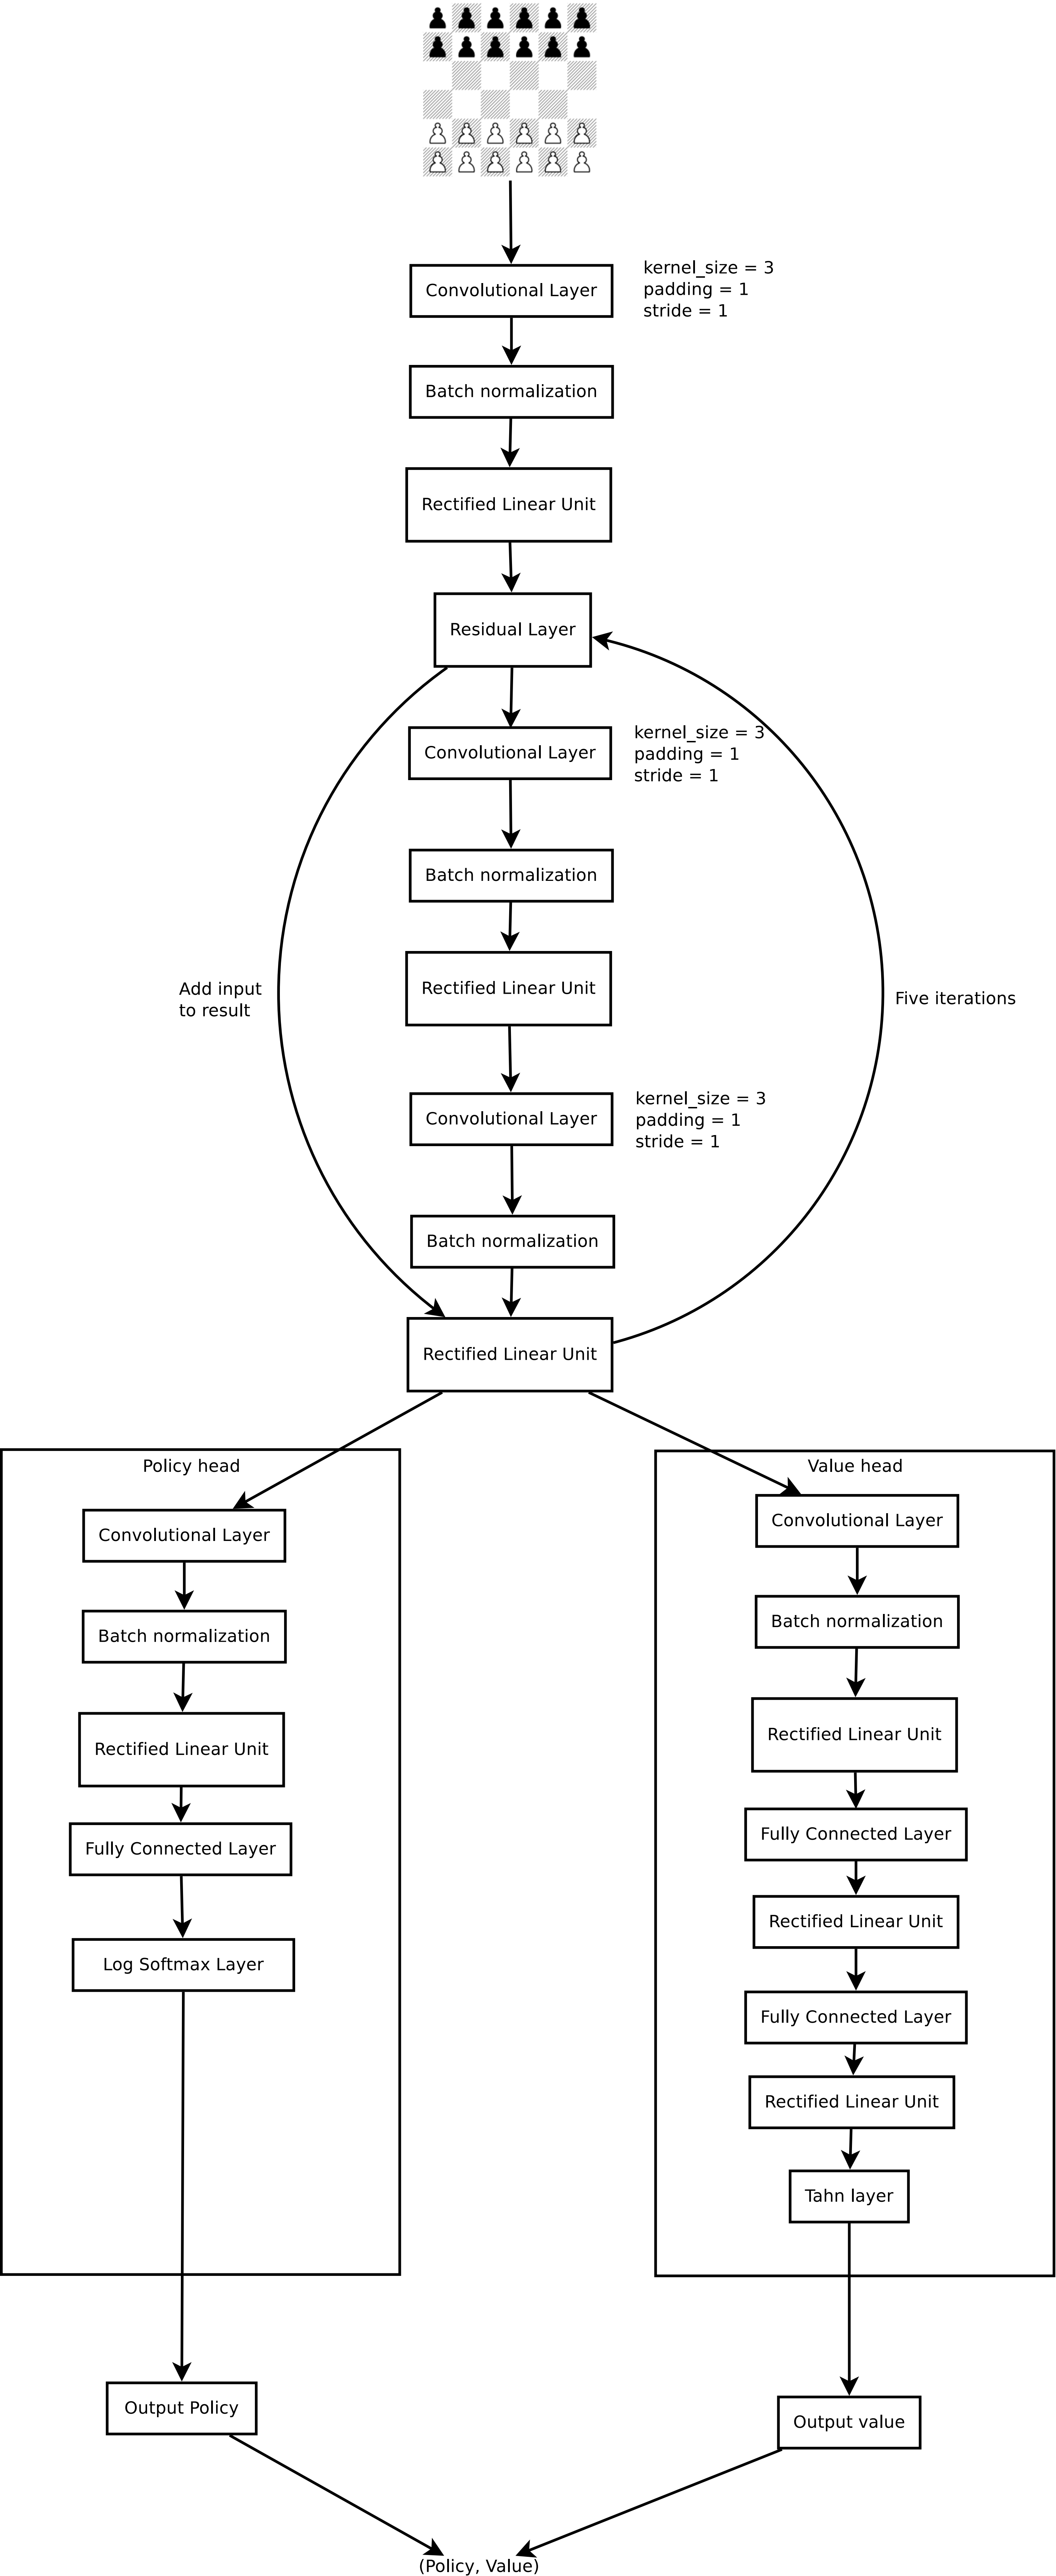 Convolutional Layer
kernel_size = 3
padding = 1
stride = 1
Batch normalization
Rectified Linear Unit
Residual Layer
Convolutional Layer
kernel_size = 3
padding = 1
stride = 1
Batch normalization
Rectified Linear Unit
Add input
to result
Five iterations
Convolutional Layer
kernel_size = 3
padding = 1
stride = 1
Batch normalization
Rectified Linear Unit
Policy head
Convolutional Layer
Batch normalization
Rectified Linear Unit
Fully Connected Layer
Log Softmax Layer
Value head
Convolutional Layer
Batch normalization
Rectified Linear Unit
Fully Connected Layer
Rectified Linear Unit
Fully Connected Layer
Rectified Linear Unit
Tahn layer
Output Policy
Output value
(Policy, Value)